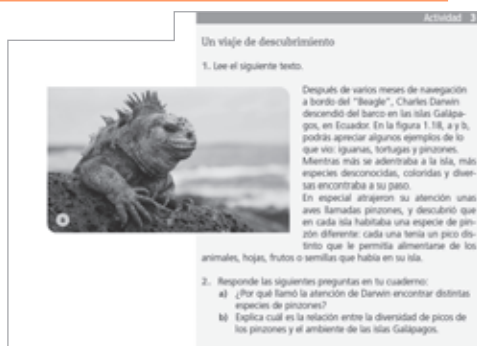 Actividad 3
Un viaje de descubrimiento
1. Lee el siguiente texto.
Después de varios meses de navegación
a bordo del "Beagle", Charles Darwin
descendió del barco en las islas Galápa-
gos, en Ecuador. En la figura 1.18, a y b,
podrás apreciar algunos ejemplos de lo
que vio: iguanas, tortugas y pinzones.
Mientras más se adentraba a la isla, más
especies desconocidas, coloridas y diver-
sas encontraba a su paso.
En especial atrajeron su atención unas
aves llamadas pinzones, y descubrió que
en cada isla habitaba una especie de pin-
zón diferente: cada una tenía un pico dis-
tinto que le permitía alimentarse de los
animales, hojas, frutos o semillas que había en su isla.
2. Responde las siguientes preguntas en tu cuaderno:
a) ¿Por qué llamó la atención de Darwin encontrar distintas
especies de pinzones?
b) Explica cuál es la relación entre la diversidad de picos de
los pinzones y el ambiente de las islas Galápagos.